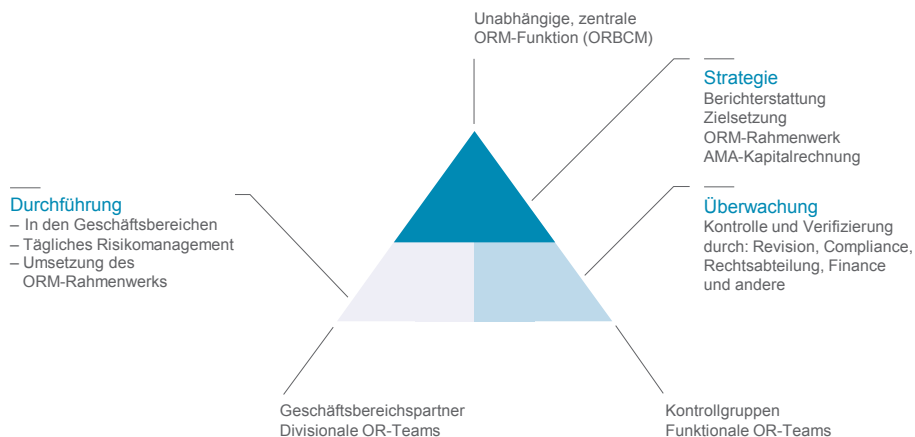 Unabhängige, zentrale
ORM-Funktion (ORBCM)
Strategie
Berichterstattung
Zielsetzung
ORM-Rahmenwerk
AMA-Kapitalrechnung
Durchführung
– In den Geschäftsbereichen
– Tägliches Risikomanagement
– Umsetzung des
ORM-Rahmenwerks
Überwachung
Kontrolle und Verifizierung
durch: Revision, Compliance,
Rechtsabteilung, Finance
und andere
Geschäftsbereichspartner
Divisionale OR-Teams
Kontrollgruppen
Funktionale OR-Teams